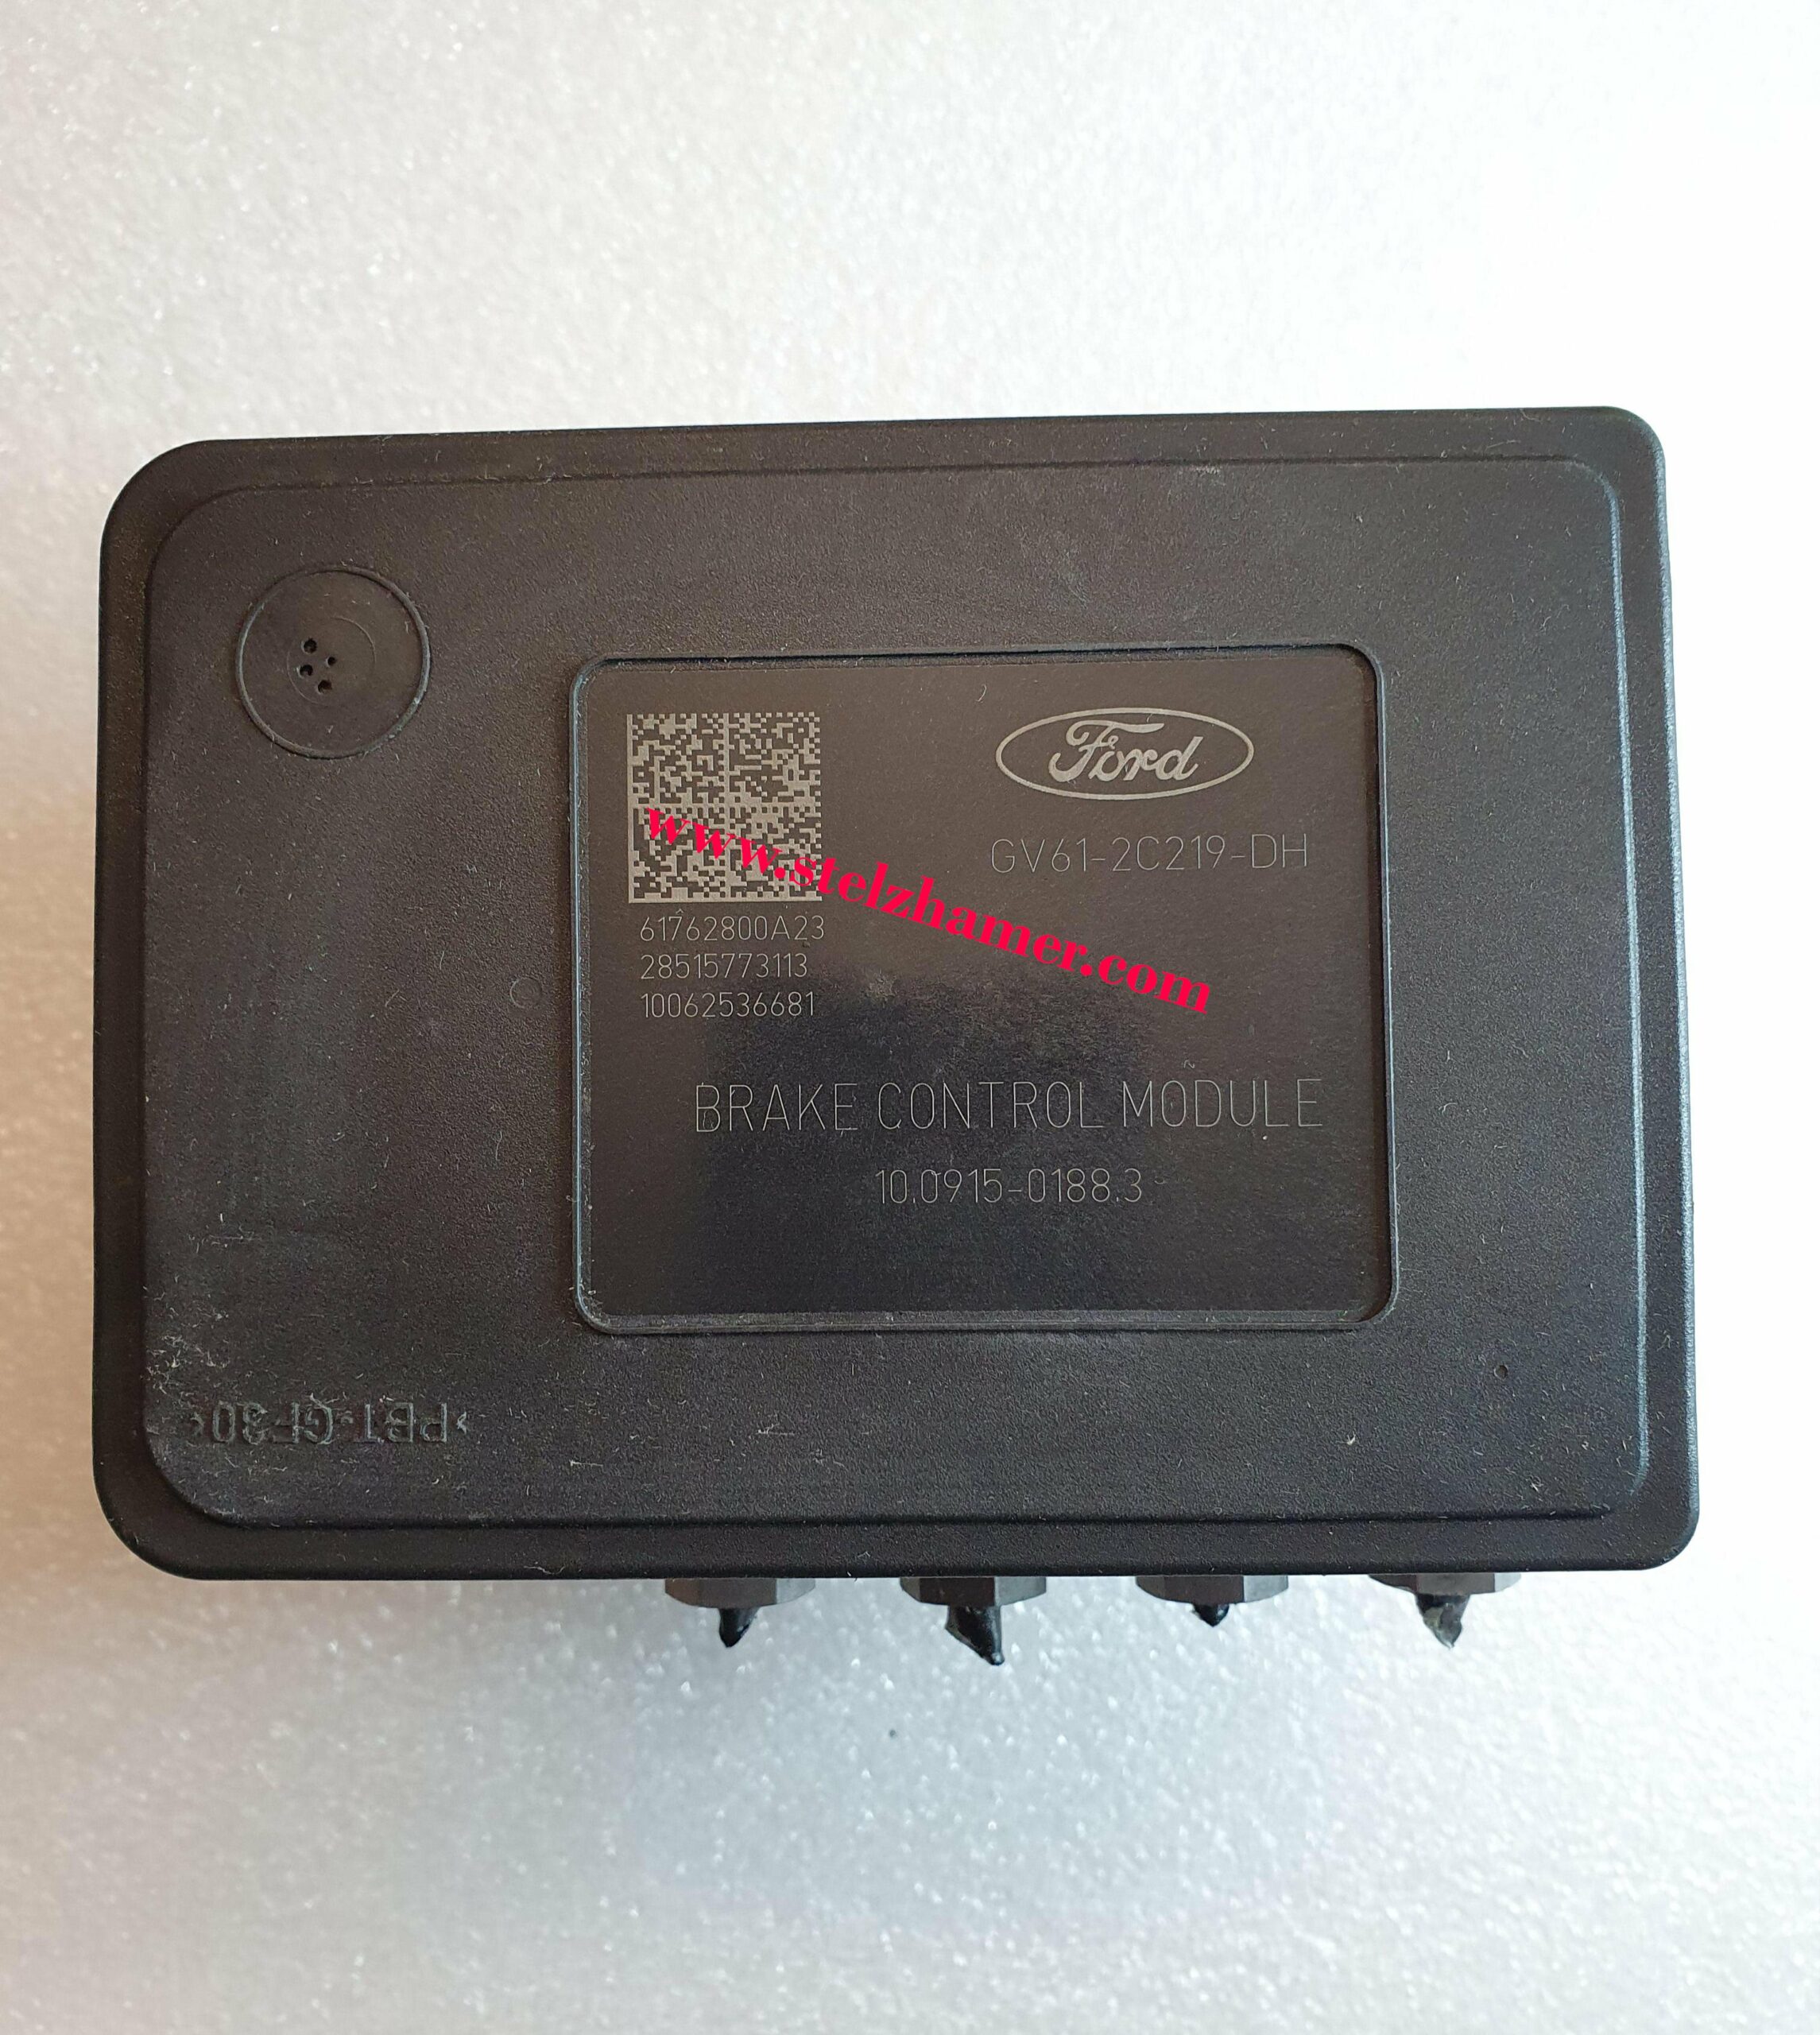 Ford
GV61-2C219-DH
www.stelzhamer.com
61762800A23
28515773113
10062536681
BRAKE CONTROL MODULE
10.0915-0188.3
>PBT-GF30<